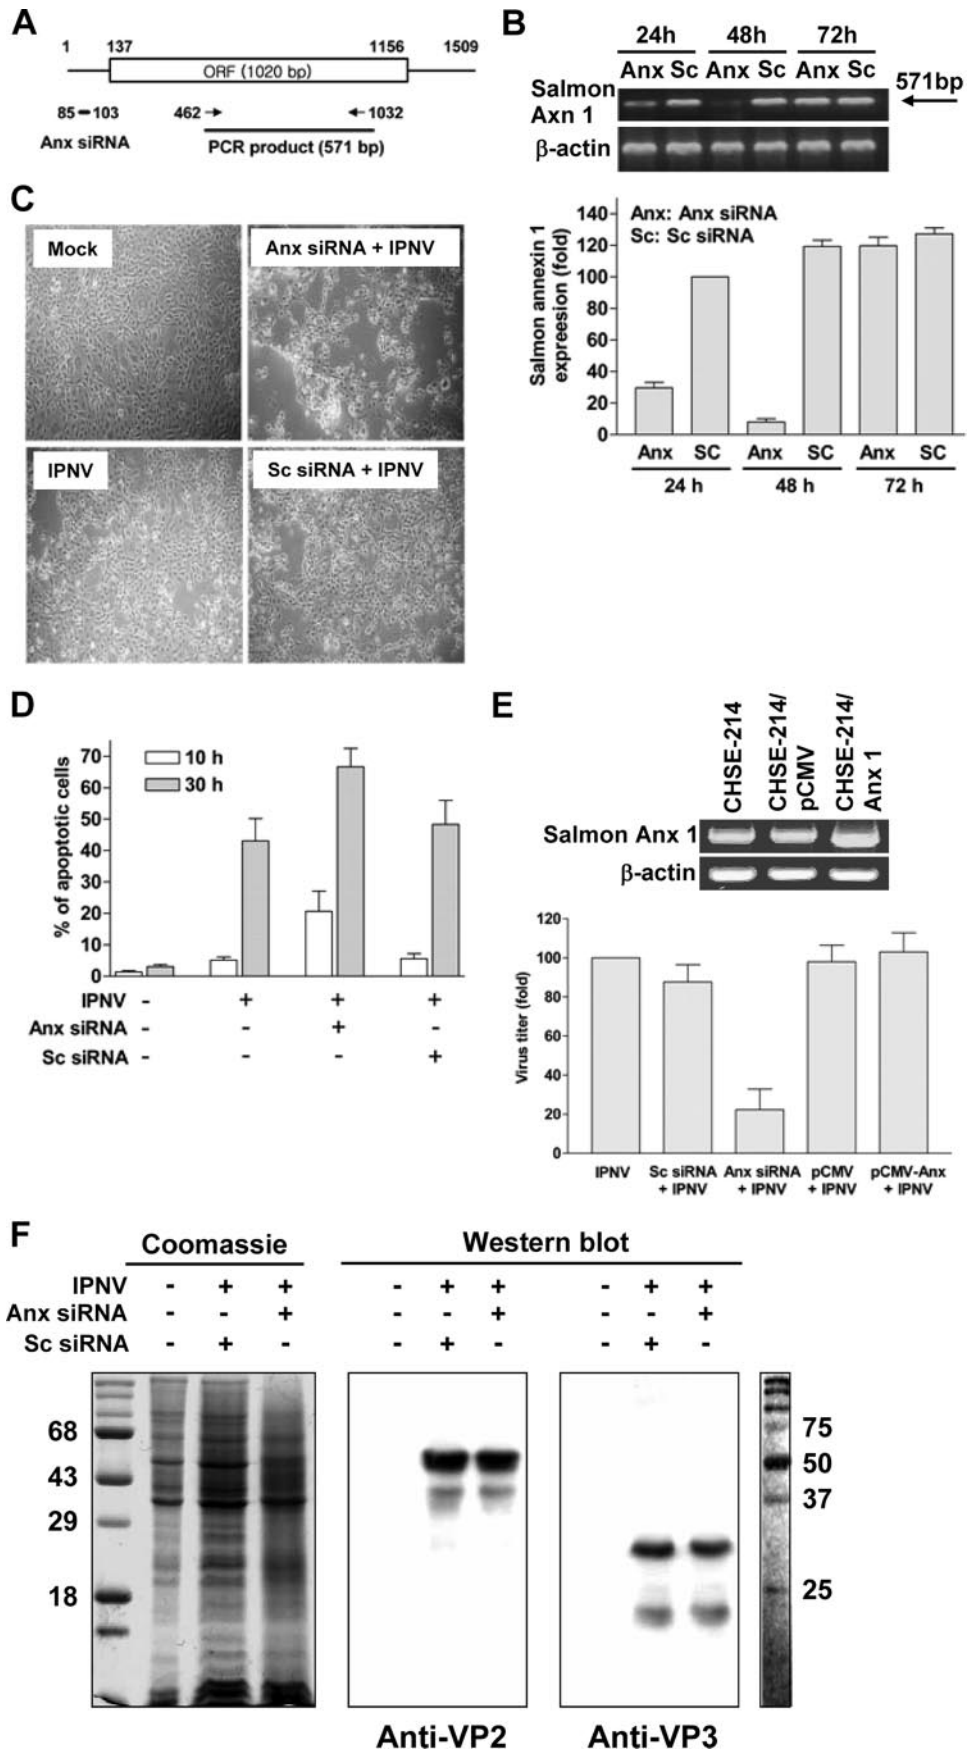 A
1 137 1156 1509
ORF (1020 bp)
85 103 462 1032
Anx siRNA
PCR product (571 bp)
B
24h 48h 72h
Anx Sc Anx Sc Anx Sc
571bp
Salmon
Axn 1
β-actin
140
120
100
80
60
40
20
0
Salmon annexin 1
expreesion (fold)
Anx: Anx siRNA
Sc: Sc siRNA
Anx SC Anx SC Anx SC
24 h 48 h 72 h
C
Mock
Anx siRNA + IPNV
IPNV
Sc siRNA + IPNV
D
% of apoptotic cells
70
60
50
40
30
20
10
0
10 h
30 h
IPNV - + + +
Anx siRNA - - + -
Sc siRNA - - - +
E
CHSE-214
CHSE-214/
pCMV
CHSE-214/
Anx 1
Salmon Anx 1
β-actin
Virus titer (fold)
120
100
80
60
40
20
0
IPNV Sc siRNA Anx siRNA pCMV pCMV-Anx
+ IPNV + IPNV + IPNV + IPNV
F
Coomassie Western blot
IPNV - + + - + + - + +
Anx siRNA - - + - - + - - +
Sc siRNA - + - - + - - + -
68
43
29
18
75
50
37
25
Anti-VP2 Anti-VP3